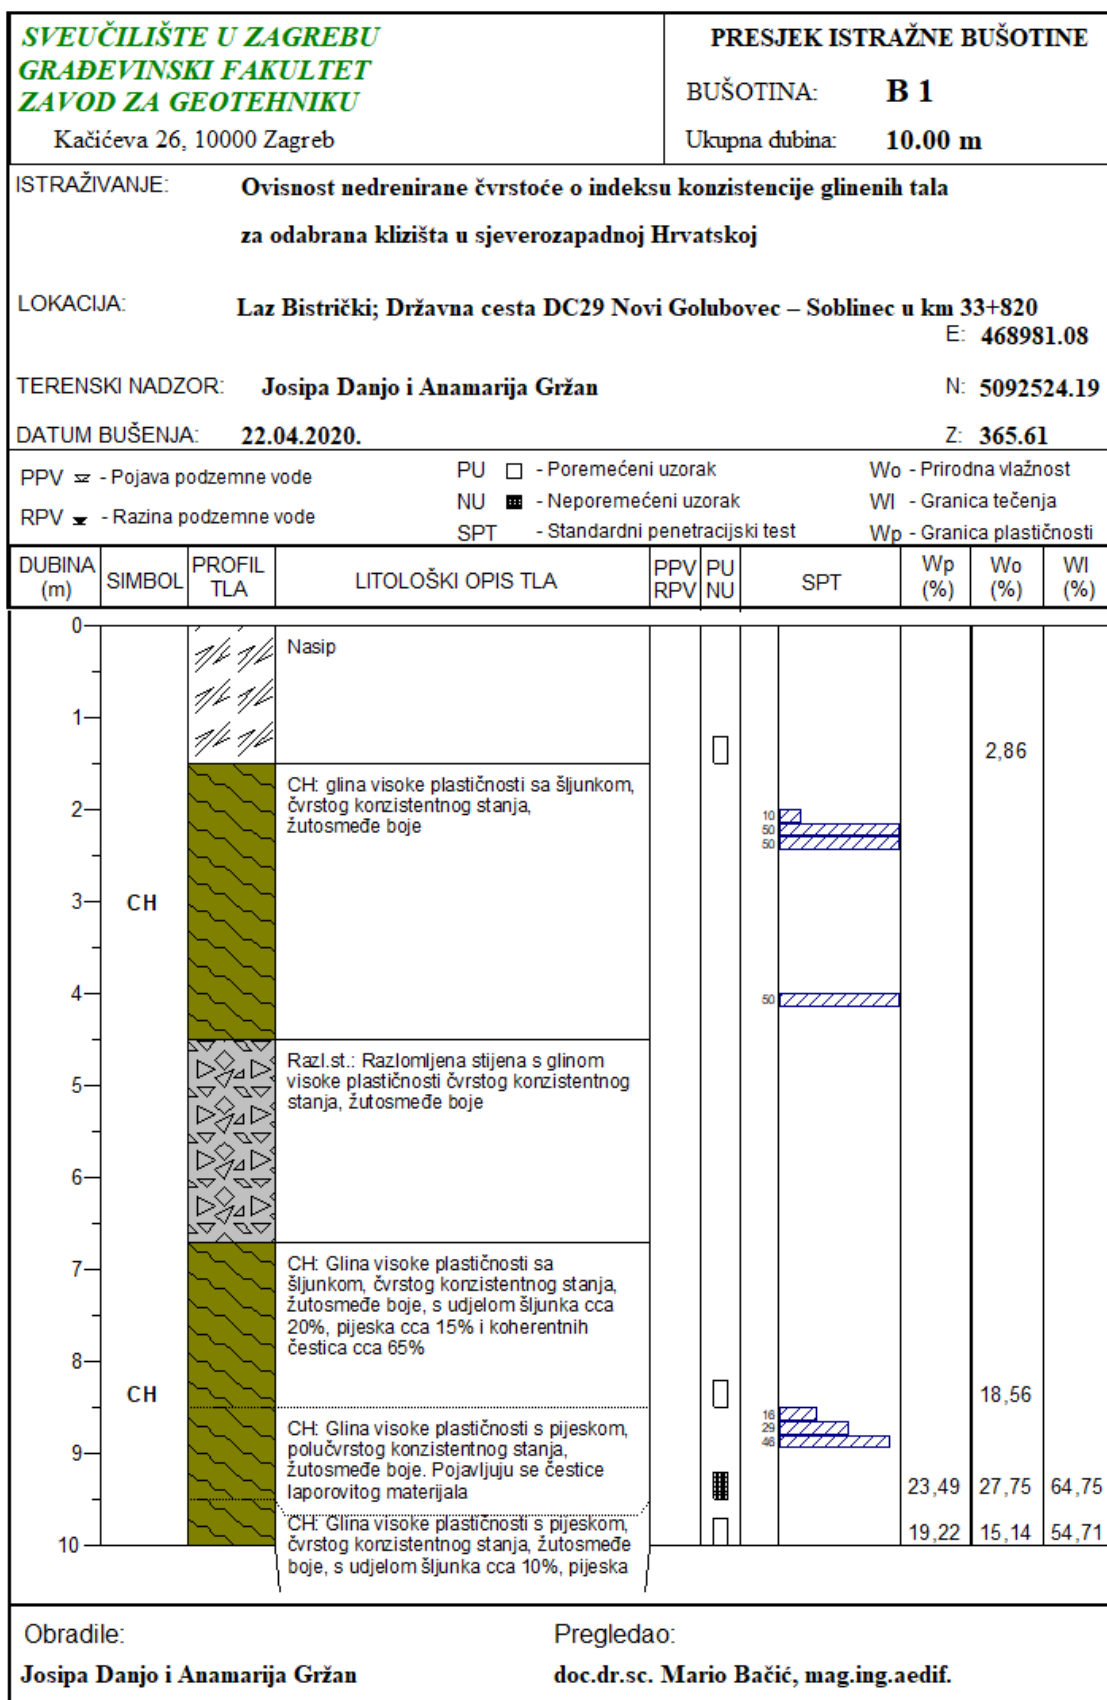 SVEUČILIŠTE U ZAGREBU
GRAĐEVINSKI FAKULTET
ZAVOD ZA GEOTEHNIKU
Kačićeva 26, 10000 Zagreb
PRESJEK ISTRAŽNE BUŠOTINE
BUŠOTINA: B 1
Ukupna dubina: 10.00 m
ISTRAŽIVANJE: Ovisnost nedrenirane čvrstoće o indeksu konzistencije glinenih tala
za odabrana klizišta u sjeverozapadnoj Hrvatskoj
LOKACIJA: Laz Bistrički; Državna cesta DC29 Novi Golubovec – Soblinec u km 33+820
E: 468981.08
TERENSKI NADZOR: Josipa Danjo i Anamarija Gržan N: 5092524.19
DATUM BUŠENJA: 22.04.2020. Z: 365.61
PPV - Pojava podzemne vode
RPV - Razina podzemne vode
PU - Poremećeni uzorak
NU - Neporemećeni uzorak
SPT - Standardni penetracijski test
Wo - Prirodna vlažnost
Wl - Granica tečenja
Wp - Granica plastičnosti
DUBINA (m) SIMBOL PROFIL TLA LITOLOŠKI OPIS TLA PPV RPV PU NU SPT Wp (%) Wo (%) Wl (%)
0
Nasip
1
2,86
CH: glina visoke plastičnosti sa šljunkom,
čvrstog konzistentnog stanja,
žutosmeđe boje
2
10
50
50
3
CH
4
50
Razl.st.: Razlomljena stijena s glinom
visoke plastičnosti čvrstog konzistentnog
stanja, žutosmeđe boje
5
6
7
CH: Glina visoke plastičnosti sa
šljunkom, čvrstog konzistentnog stanja,
žutosmeđe boje, s udjelom šljunka cca
20%, pijeska cca 15% i koherentnih
čestica cca 65%
8
CH
18,56
16
29
46
CH: Glina visoke plastičnosti s pijeskom,
polučvrstog konzistentnog stanja,
žutosmeđe boje. Pojavljuju se čestice
laporovitog materijala
9
23,49 27,75 64,75
CH: Glina visoke plastičnosti s pijeskom,
čvrstog konzistentnog stanja, žutosmeđe
boje, s udjelom šljunka cca 10%, pijeska
10
19,22 15,14 54,71
Obradile:
Josipa Danjo i Anamarija Gržan
Pregledao:
doc.dr.sc. Mario Bačić, mag.ing.aedif.